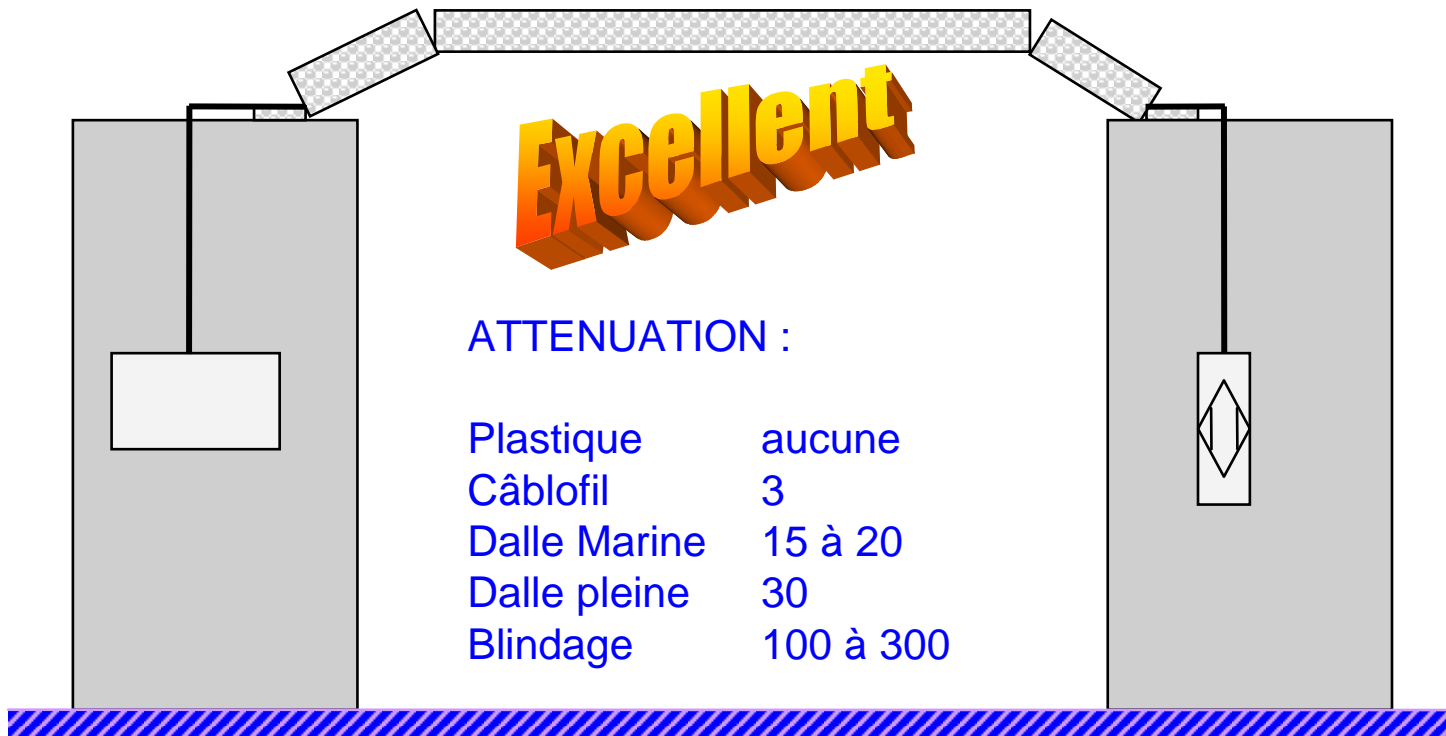 Excellent
ATTENUATION :
Plastique aucune
Câblofil 3
Dalle Marine 15 à 20
Dalle pleine 30
Blindage 100 à 300